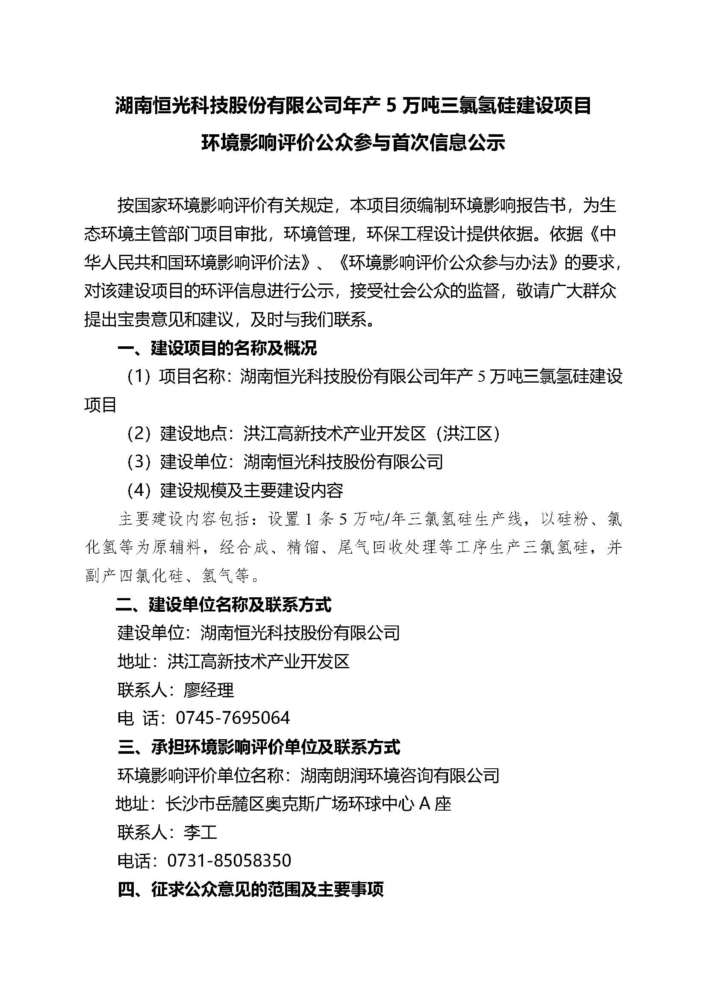 湖南恒光科技股份有限公司年产 5 万吨三氯氢硅建设项目
环境影响评价公众参与首次信息公示
按国家环境影响评价有关规定，本项目须编制环境影响报告书，为生
态环境主管部门项目审批，环境管理，环保工程设计提供依据。依据《中
华人民共和国环境影响评价法》、《环境影响评价公众参与办法》的要求，
对该建设项目的环评信息进行公示，接受社会公众的监督，敬请广大群众
提出宝贵意见和建议，及时与我们联系。
一、建设项目的名称及概况
（1）项目名称：湖南恒光科技股份有限公司年产 5 万吨三氯氢硅建设
项目
（2）建设地点：洪江高新技术产业开发区（洪江区）
（3）建设单位：湖南恒光科技股份有限公司
（4）建设规模及主要建设内容
主要建设内容包括：设置 1 条 5 万吨/年三氯氢硅生产线，以硅粉、氯
化氢等为原辅料，经合成、精馏、尾气回收处理等工序生产三氯氢硅，并
副产四氯化硅、氢气等。
二、建设单位名称及联系方式
建设单位：湖南恒光科技股份有限公司
地址：洪江高新技术产业开发区
联系人：廖经理
电 话：0745-7695064
三、承担环境影响评价单位及联系方式
环境影响评价单位名称：湖南朗润环境咨询有限公司
地址：长沙市岳麓区奥克斯广场环球中心 A 座
联系人：李工
电话：0731-85058350
四、征求公众意见的范围及主要事项